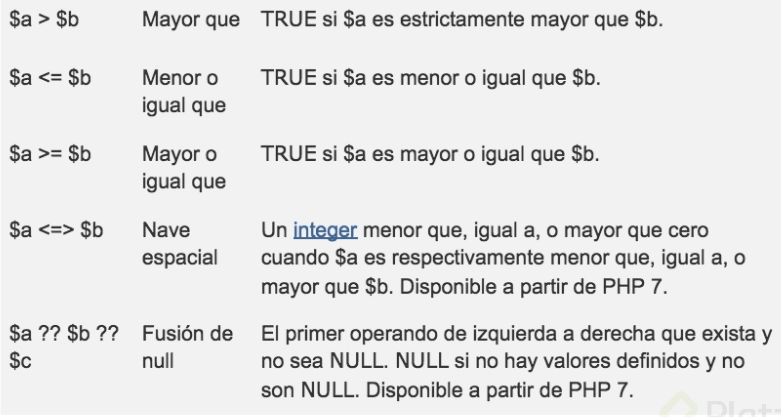 $a > $b Mayor que TRUE si $a es estrictamente mayor que $b.
$a <= $b Menor o igual que TRUE si $a es menor o igual que $b.
$a >= $b Mayor o igual que TRUE si $a es mayor o igual que $b.
$a <=> $b Nave espacial Un integer menor que, igual a, o mayor que cero
cuando $a es respectivamente menor que, igual a, o
mayor que $b. Disponible a partir de PHP 7.
$a ?? $b ?? $c Fusión de null El primer operando de izquierda a derecha que exista y
no sea NULL. NULL si no hay valores definidos y no
son NULL. Disponible a partir de PHP 7.